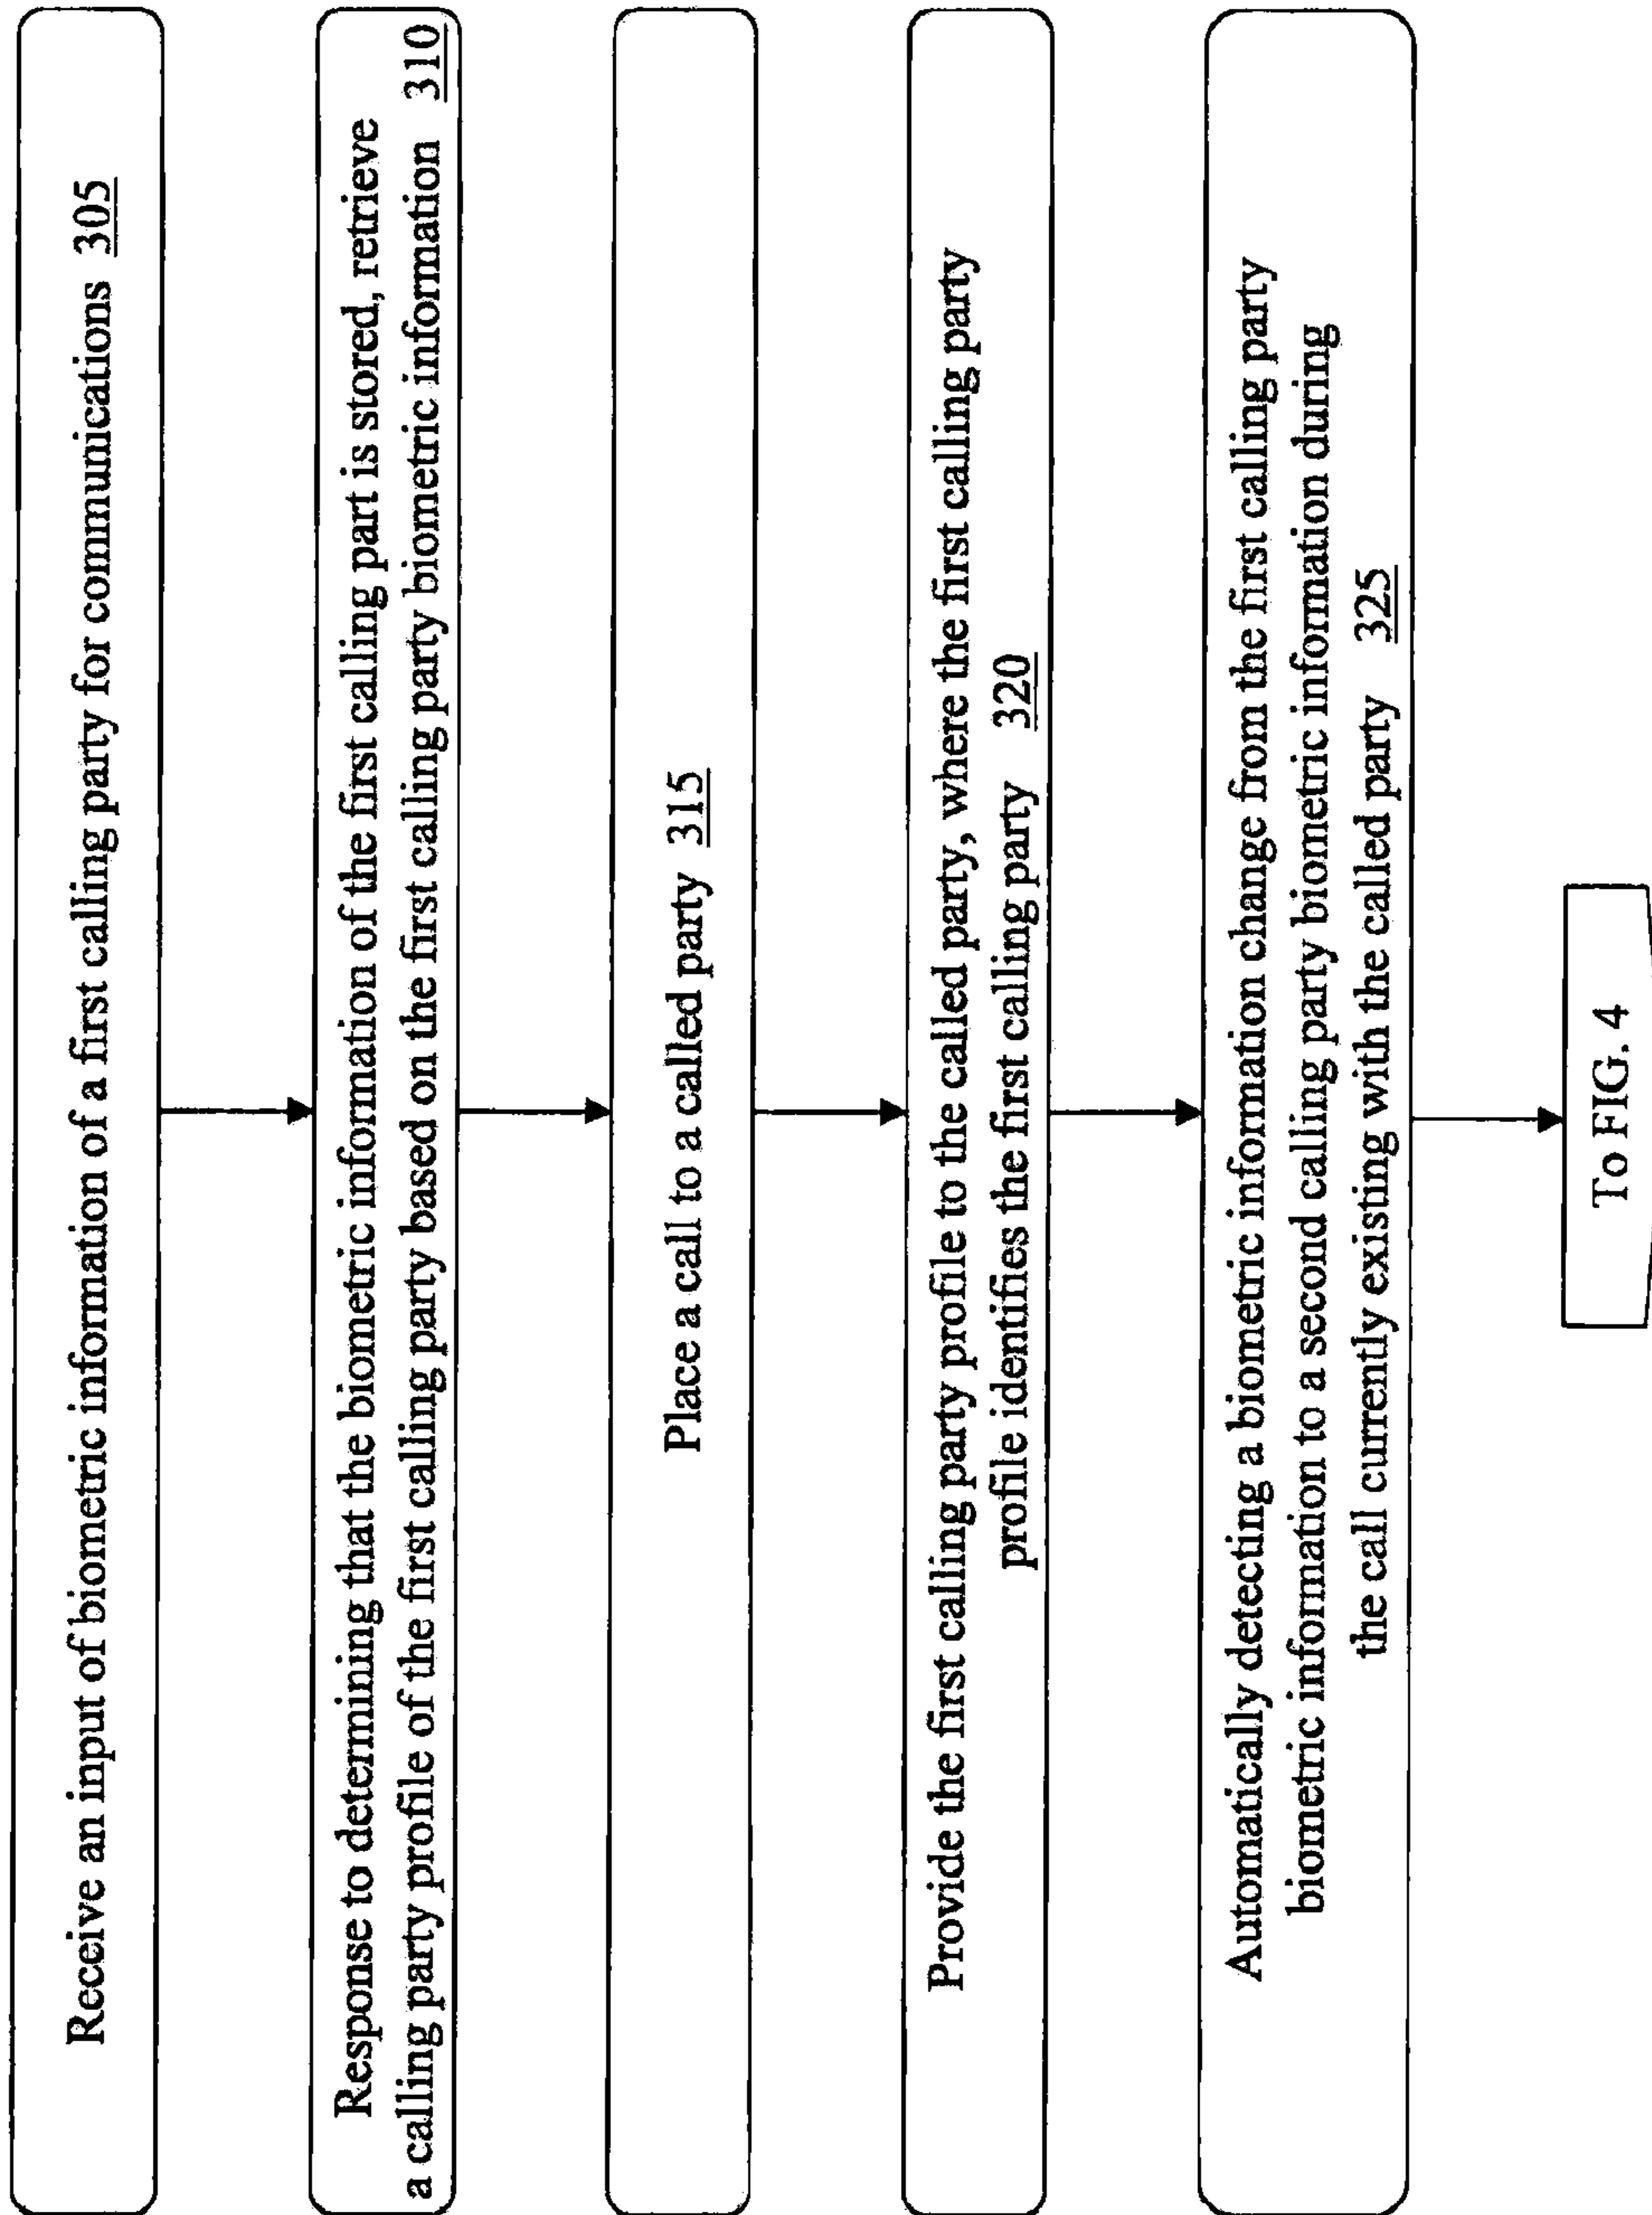 Receive an input of biometric information of a first calling party for communications 305
Response to determining that the biometric information of the first calling part is stored, retrieve
a calling party profile of the first calling party based on the first calling party biometric information 310
Place a call to a called party 315
Provide the first calling party profile to the called party, where the first calling party
profile identifies the first calling party 320
Automatically detecting a biometric information change from the first calling party
biometric information to a second calling party biometric information during
the call currently existing with the called party 325
To FIG. 4